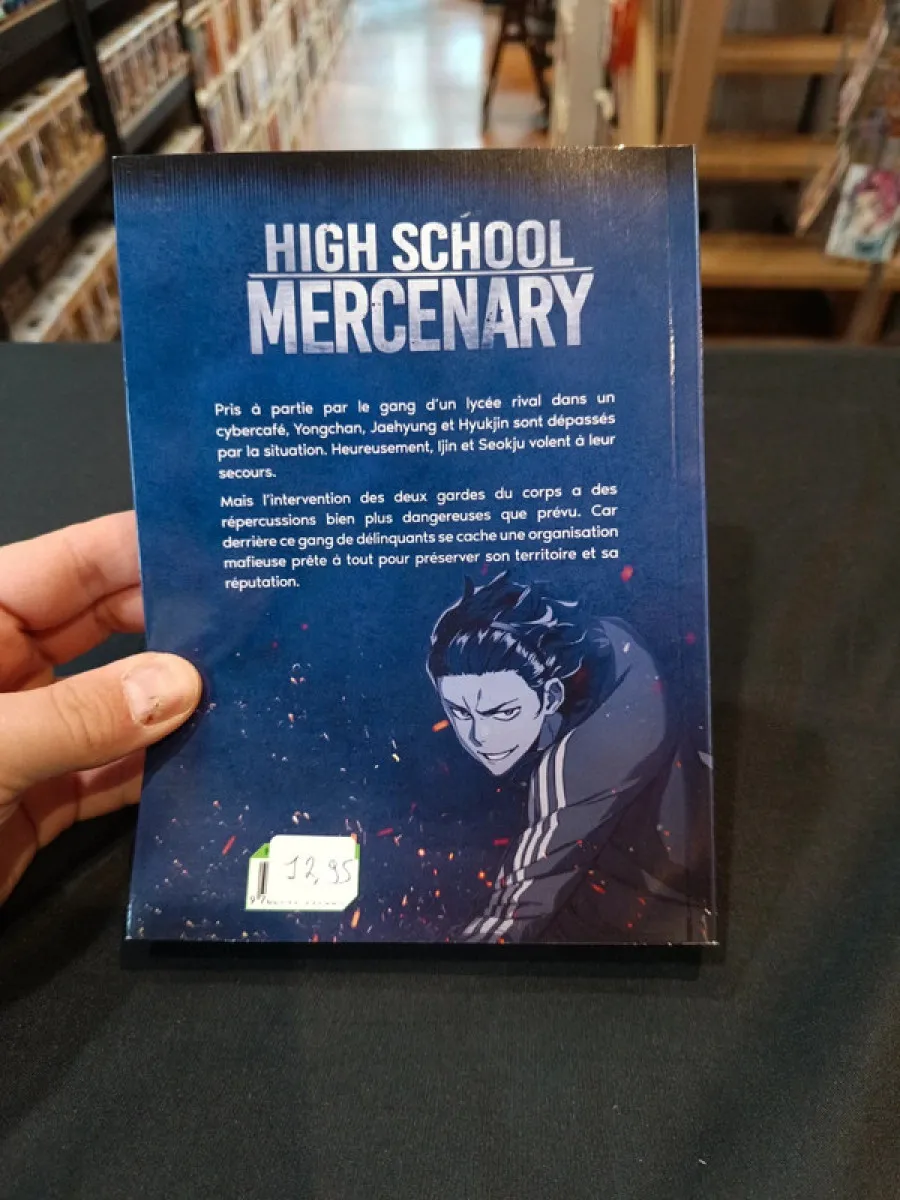 HIGH SCHOOL
MERCENARY
Pris à partie par le gang d'un lycée rival dans un
cybercafé, Yongchan, Jaehyung et Hyukjin sont dépassés
par la situation. Heureusement, Ijin et Seokju volent à leur
secours.
Mais l'intervention des deux gardes du corps a des
répercussions bien plus dangereuses que prévu. Car
derrière ce gang de délinquants se cache une organisation
mafieuse prête à tout pour préserver son territoire et sa
réputation.
12,95